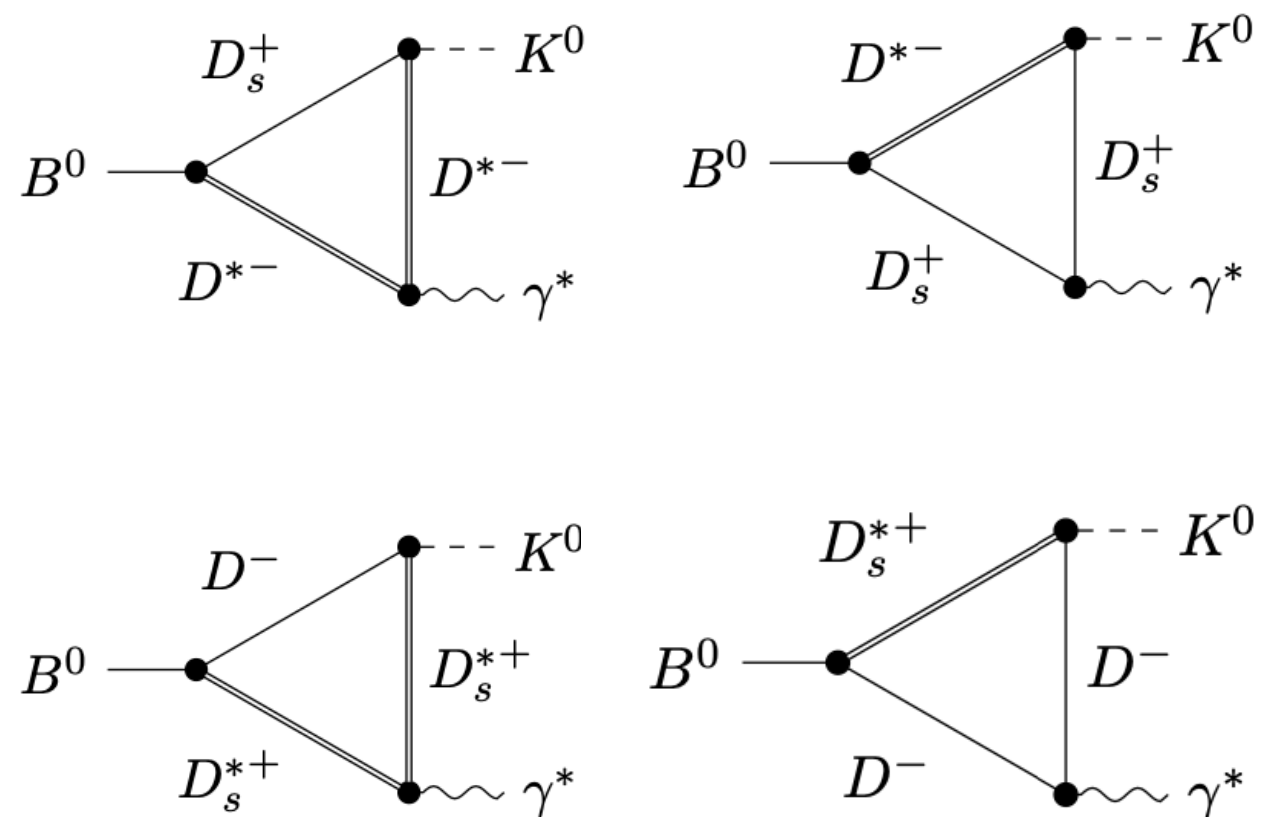 D_s^+ K^0
B^0 D^{*-}
D^{*-} γ^*
D^{*-} K^0
B^0 D_s^+
D_s^+ γ^*
D^- K^0
B^0 D_s^{*+}
D_s^{*+} γ^*
D_s^{*+} K^0
B^0 D^-
D^- γ^*